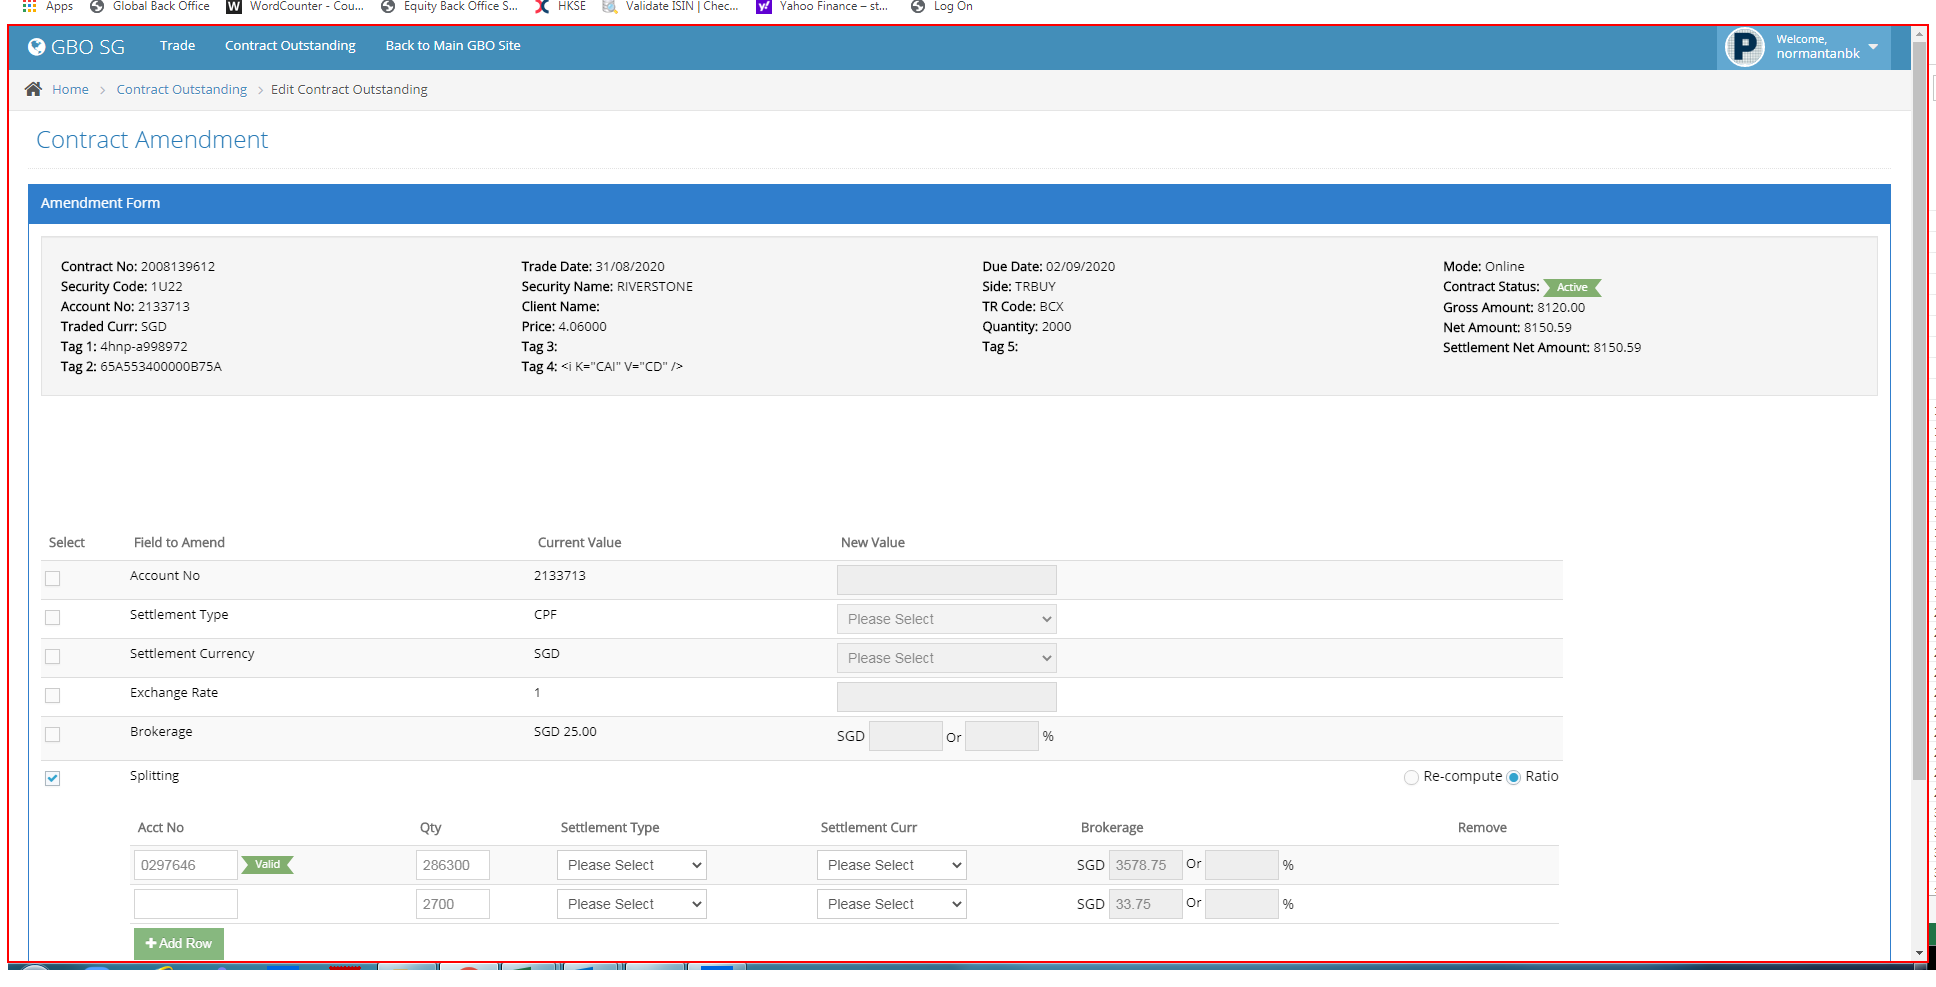 Apps Global Back Office WordCounter - Cou... Equity Back Office S... HKSE Validate ISIN | Chec... Yahoo Finance – st... Log On
GBO SG Trade Contract Outstanding Back to Main GBO Site
Welcome,
normantanbk
Home > Contract Outstanding > Edit Contract Outstanding
Contract Amendment
Amendment Form
Contract No: 2008139612 Trade Date: 31/08/2020 Due Date: 02/09/2020 Mode: Online
Security Code: 1U22 Security Name: RIVERSTONE Side: TRBUY Contract Status: Active
Account No: 2133713 Client Name: TR Code: BCX Gross Amount: 8120.00
Traded Curr: SGD Price: 4.06000 Quantity: 2000 Net Amount: 8150.59
Tag 1: 4hnp-a998972 Tag 3: Tag 5: Settlement Net Amount: 8150.59
Tag 2: 65A553400000B75A Tag 4: <i K="CAI" V="CD" />
Select Field to Amend Current Value New Value
Account No 2133713
Settlement Type CPF Please Select
Settlement Currency SGD Please Select
Exchange Rate 1
Brokerage SGD 25.00 SGD Or %
Splitting Re-compute Ratio
Acct No Qty Settlement Type Settlement Curr Brokerage Remove
0297646 Valid 286300 Please Select Please Select SGD 3578.75 Or %
2700 Please Select Please Select SGD 33.75 Or %
+ Add Row